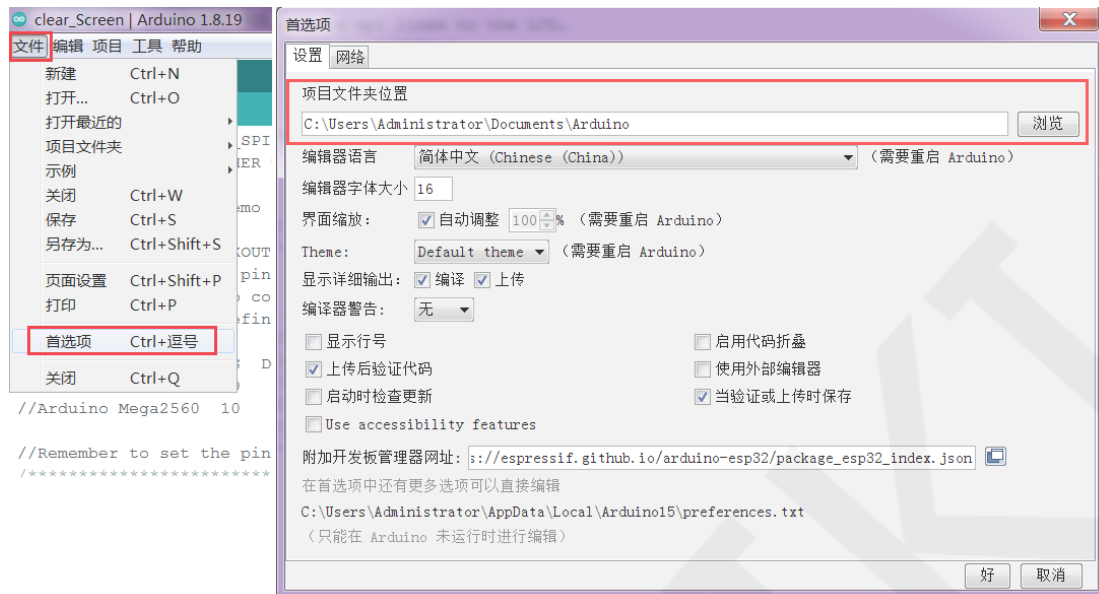 clear_Screen | Arduino 1.8.19
文件 编辑 项目 工具 帮助
新建 Ctrl+N
打开... Ctrl+O
打开最近的
项目文件夹
示例
关闭 Ctrl+W
保存 Ctrl+S
另存为... Ctrl+Shift+S
页面设置 Ctrl+Shift+P
打印 Ctrl+P
首选项 Ctrl+逗号
关闭 Ctrl+Q
_SPI
emo
KOUT
pin
co
efin
D
//Arduino Mega2560 10
//Remember to set the pin
/*************************
首选项
设置 网络
项目文件夹位置
C:\Users\Administrator\Documents\Arduino 浏览
编辑器语言 简体中文 (Chinese (China)) （需要重启 Arduino）
编辑器字体大小 16
界面缩放： 自动调整 100 % （需要重启 Arduino）
Theme: Default theme （需要重启 Arduino）
显示详细输出： 编译 上传
编译器警告: 无
显示行号 启用代码折叠
上传后验证代码 使用外部编辑器
启动时检查更新 当验证或上传时保存
Use accessibility features
附加开发板管理器网址: s://espressif.github.io/arduino-esp32/package_esp32_index.json
在首选项中还有更多选项可以直接编辑
C:\Users\Administrator\AppData\Local\Arduino15\preferences.txt
（只能在 Arduino 未运行时进行编辑）
好 取消